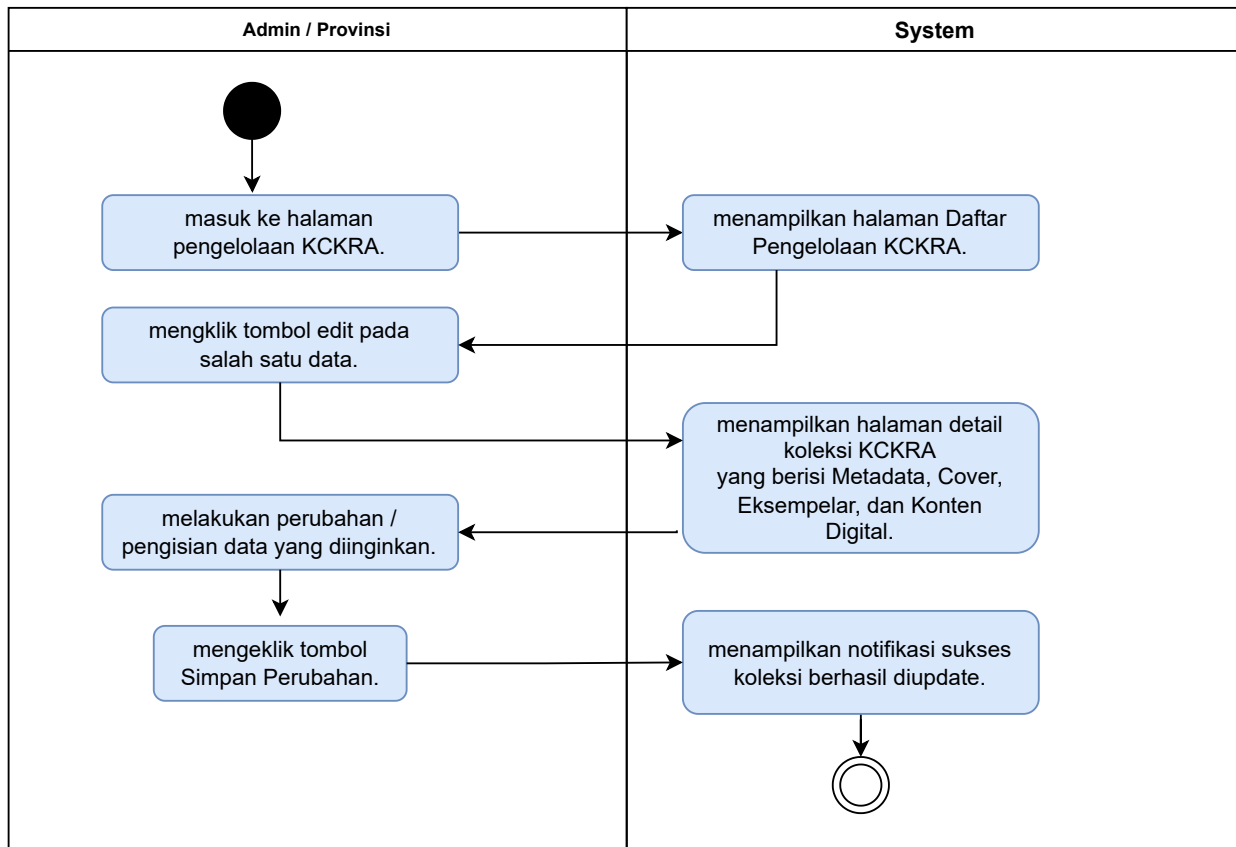 Admin / Provinsi
System
masuk ke halaman
pengelolaan KCKRA.
menampilkan halaman Daftar
Pengelolaan KCKRA.
mengklik tombol edit pada
salah satu data.
menampilkan halaman detail
koleksi KCKRA
yang berisi Metadata, Cover,
Eksempelar, dan Konten
Digital.
melakukan perubahan /
pengisian data yang diinginkan.
mengeklik tombol
Simpan Perubahan.
menampilkan notifikasi sukses
koleksi berhasil diupdate.